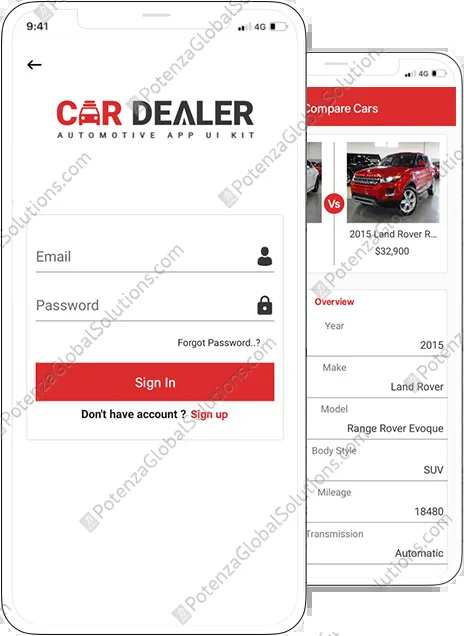 9:41
4G
CAR DEALER
AUTOMOTIVE APP UI KIT
Email
Password
Forgot Password..?
Sign In
Don't have account ? Sign up
4G
Compare Cars
Vs
2015 Land Rover R...
$32,900
Overview
Year
2015
Make
Land Rover
Model
Range Rover Evoque
Body Style
SUV
Mileage
18480
Transmission
Automatic
PotenzaGlobalSolutions.com